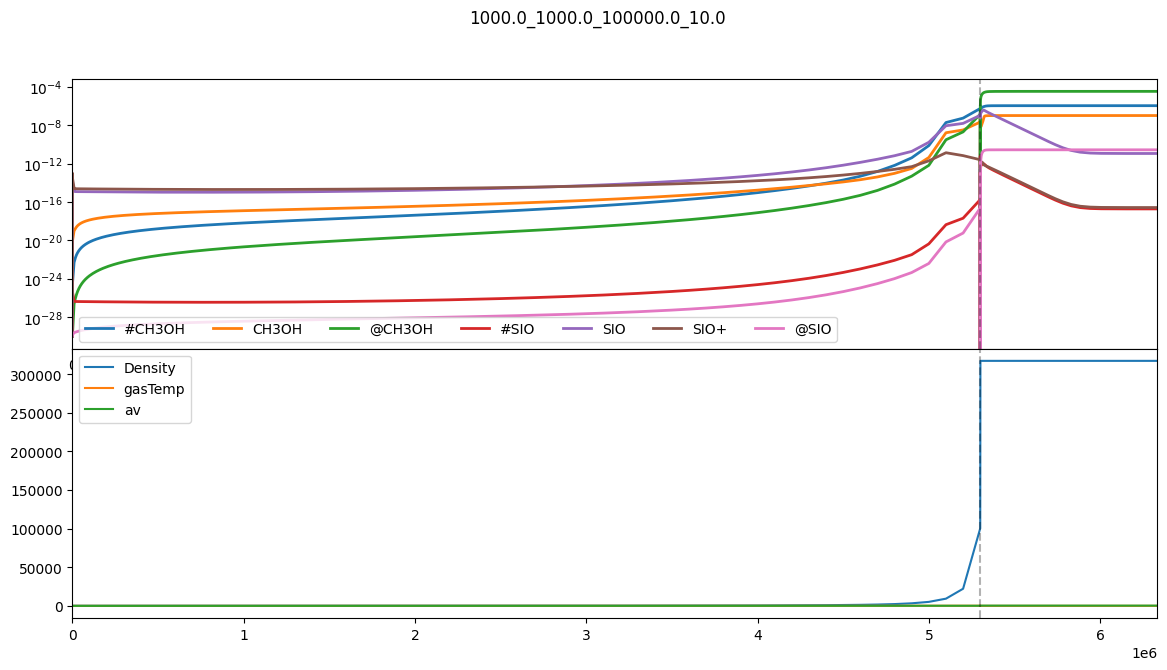 1000.0_1000.0_100000.0_10.0
10⁻⁴
10⁻⁸
10⁻¹²
10⁻¹⁶
10⁻²⁰
10⁻²⁴
10⁻²⁸
#CH3OH CH3OH @CH3OH #SIO SIO SIO+ @SIO
Density
gasTemp
av
300000
250000
200000
150000
100000
50000
0
0 1 2 3 4 5 6
1e6